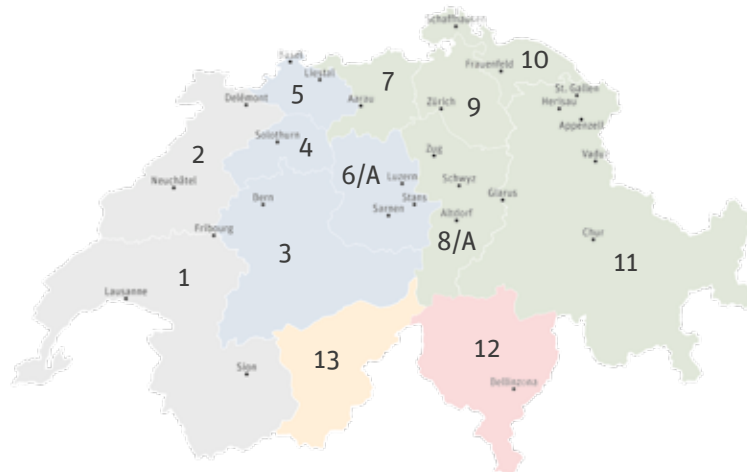 Schaffhausen
Basel
Liestal
Frauenfeld
10
7
5
Delémont
Aarau
Zürich
9
St. Gallen
Herisau
Appenzell
Solothurn
4
2
Zug
Vaduz
6/A
Luzern
Schwyz
Neuchâtel
Bern
Stans
Glarus
Sarnen
Altdorf
Fribourg
8/A
Chur
3
11
1
Lausanne
12
13
Sion
Bellinzona